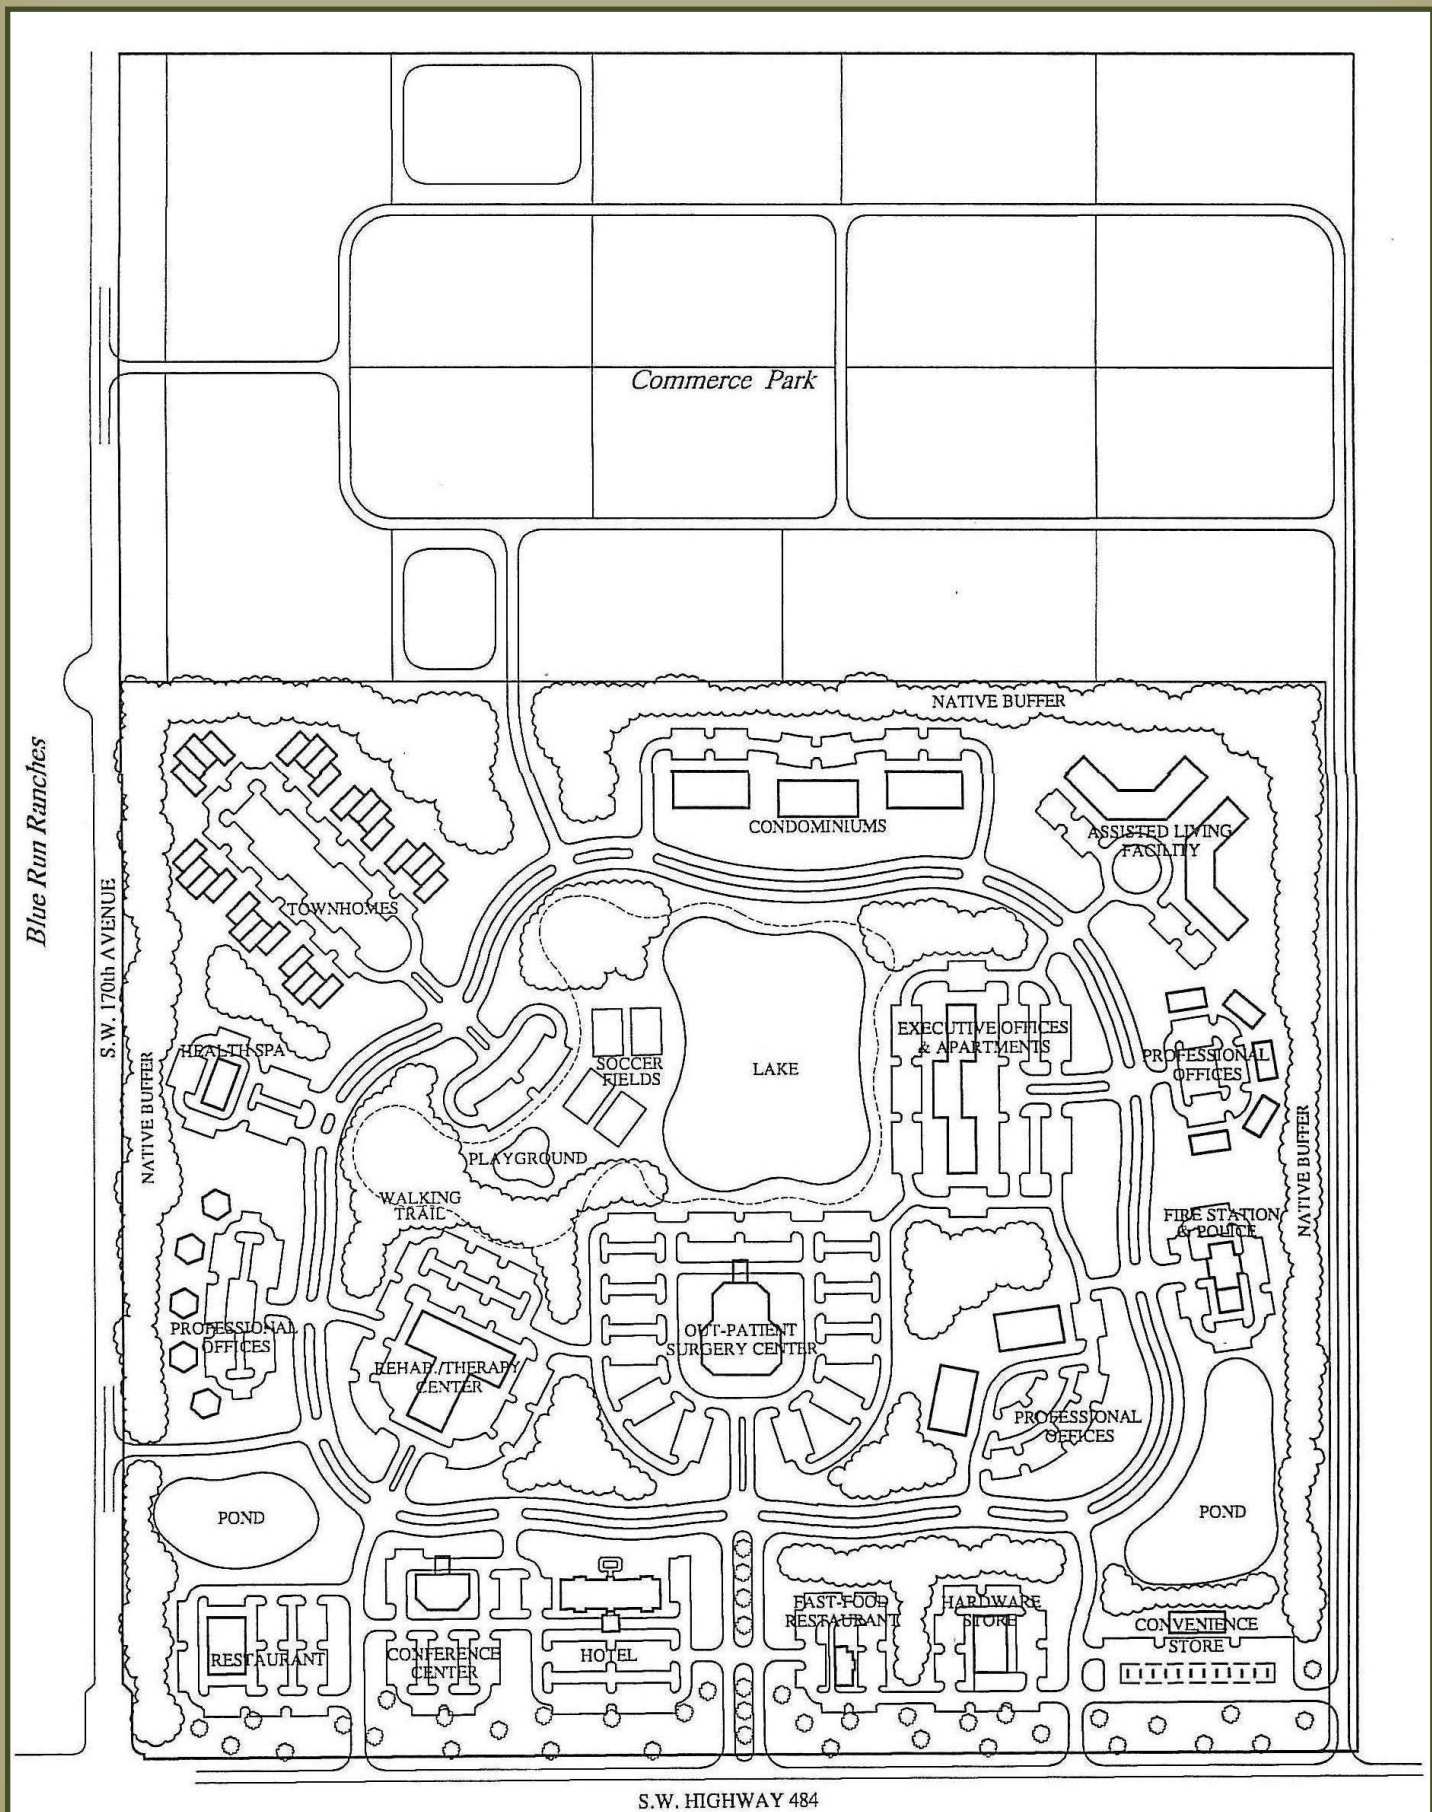 Commerce Park
Blue Run Ranches
S.W. 170th AVENUE
NATIVE BUFFER
CONDOMINIUMS
ASSISTED LIVING
FACILITY
TOWNHOMES
HEALTH SPA
NATIVE BUFFER
SOCCER
FIELDS
LAKE
EXECUTIVE OFFICES
& APARTMENTS
PROFESSIONAL
OFFICES
NATIVE BUFFER
PLAYGROUND
WALKING
TRAIL
FIRE STATION
& POLICE
PROFESSIONAL
OFFICES
REHAB./THERAPY
CENTER
OUT-PATIENT
SURGERY CENTER
PROFESSIONAL
OFFICES
POND
POND
RESTAURANT
CONFERENCE
CENTER
HOTEL
FAST-FOOD
RESTAURANT
HARDWARE
STORE
CONVENIENCE
STORE
S.W. HIGHWAY 484